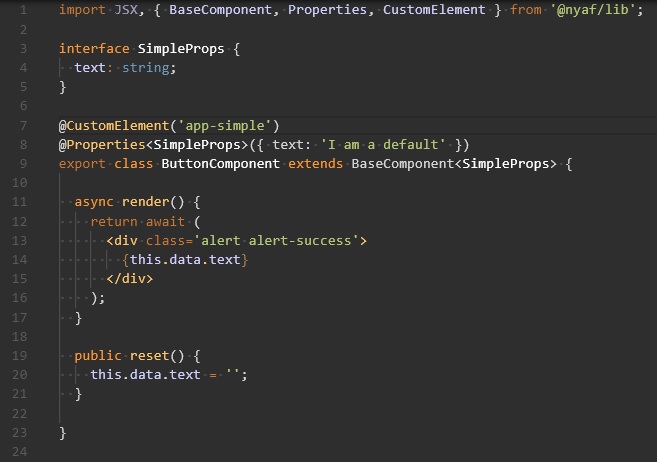 1 import JSX, { BaseComponent, Properties, CustomElement } from '@nyaf/lib';
2
3 interface SimpleProps {
4   text: string;
5 }
6
7 @CustomElement('app-simple')
8 @Properties<SimpleProps>({ text: 'I am a default' })
9 export class ButtonComponent extends BaseComponent<SimpleProps> {
10
11   async render() {
12     return await (
13       <div class='alert alert-success'>
14         {this.data.text}
15       </div>
16     );
17   }
18
19   public reset() {
20     this.data.text = '';
21   }
22
23 }
24